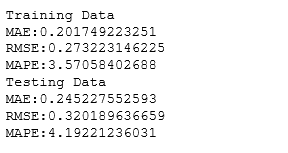 Training Data
MAE:0.201749223251
RMSE:0.273223146225
MAPE:3.57058402688
Testing Data
MAE:0.245227552593
RMSE:0.320189636659
MAPE:4.19221236031